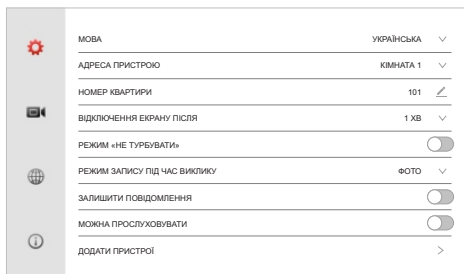 МОВА УКРАЇНСЬКА
АДРЕСА ПРИСТРОЮ КІМНАТА 1
НОМЕР КВАРТИРИ 101
ВІДКЛЮЧЕННЯ ЕКРАНУ ПІСЛЯ 1 ХВ
РЕЖИМ «НЕ ТУРБУВАТИ»
РЕЖИМ ЗАПИСУ ПІД ЧАС ВИКЛИКУ ФОТО
ЗАЛИШИТИ ПОВІДОМЛЕННЯ
МОЖНА ПРОСЛУХОВУВАТИ
ДОДАТИ ПРИСТРОЇ